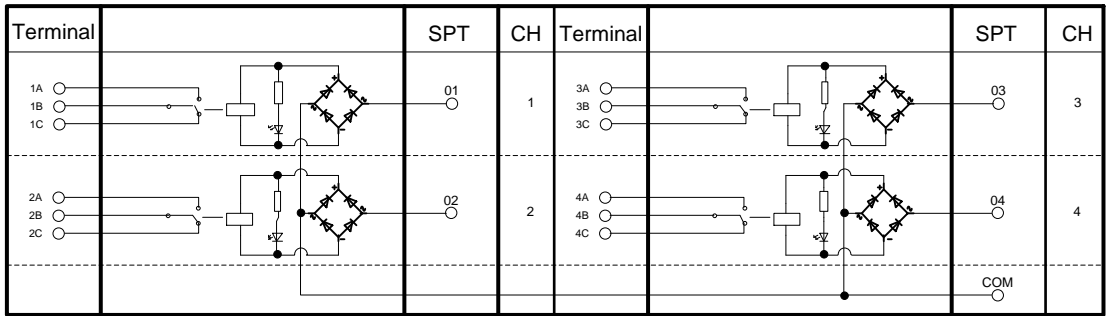 Terminal SPT CH Terminal SPT CH
1A
1B
1C
01
1
3A
3B
3C
03
3
2A
2B
2C
02
2
4A
4B
4C
04
4
COM